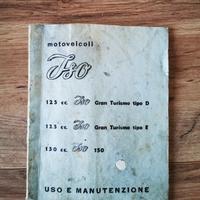 motoveicoli
Iso
125 cc. Iso Gran Turismo tipo D
125 cc. Iso Gran Turismo tipo E
150 cc. Iso 150
USO E MANUTENZIONE